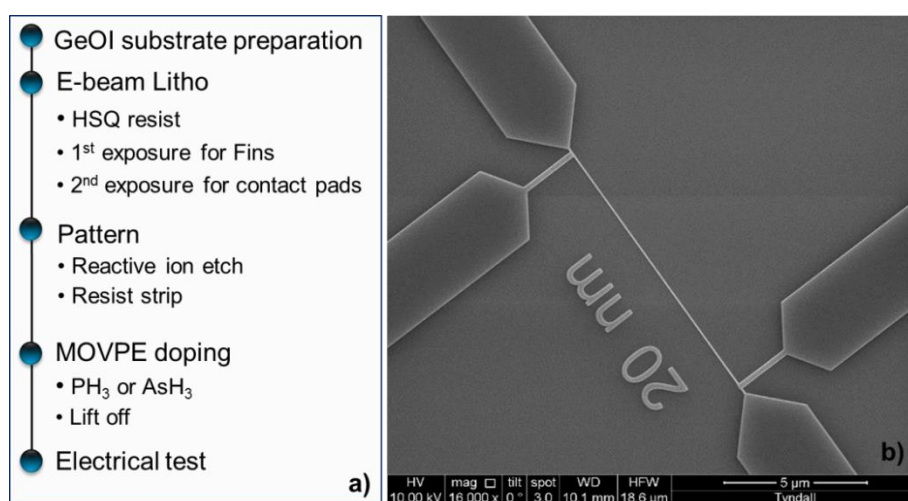 GeOI substrate preparation
E-beam Litho
• HSQ resist
• 1st exposure for Fins
• 2nd exposure for contact pads
Pattern
• Reactive ion etch
• Resist strip
MOVPE doping
• PH3 or AsH3
• Lift off
Electrical test
a)
20 nm
b)
HV mag tilt spot WD HFW 5 µm
10.00 kV 16 000 x 0 ° 3.0 10.1 mm 18.6 µm Tyndall